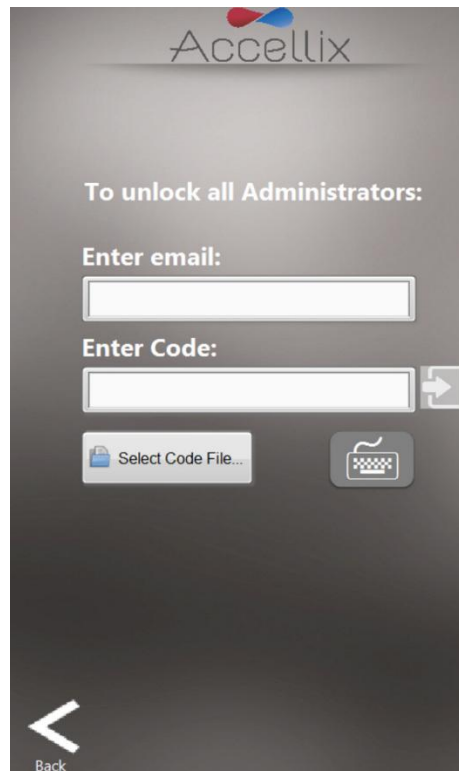 Accellix
To unlock all Administrators:
Enter email:
Enter Code:
Select Code File...
Back